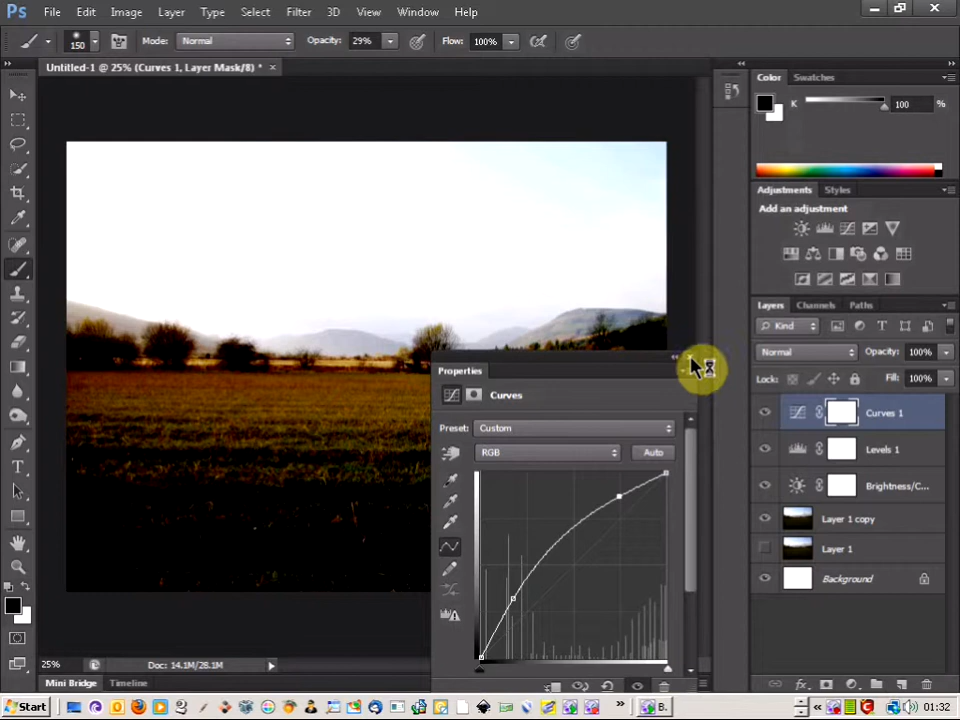 Ps File Edit Image Layer Type Select Filter 3D View Window Help
150 Mode: Normal Opacity: 29% Flow: 100%
Untitled-1 @ 25% (Curves 1, Layer Mask/8) * ×
Color Swatches
K 100 %
Adjustments Styles
Add an adjustment
Layers Channels Paths
Kind
Normal Opacity: 100%
Lock: Fill: 100%
Curves 1
Levels 1
Brightness/C...
Layer 1 copy
Layer 1
Background
Properties
Curves
Preset: Custom
RGB Auto
25% Doc: 14.1M/28.1M
Mini Bridge Timeline
Start B. 01:32